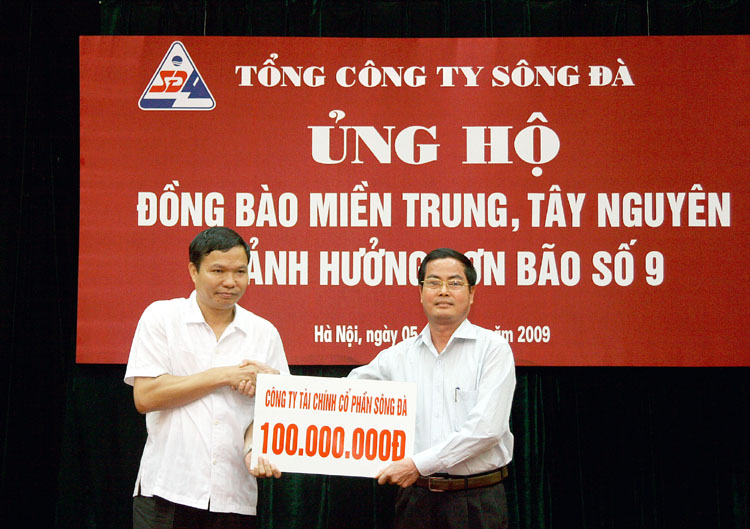 SĐ
TỔNG CÔNG TY SÔNG ĐÀ
ỦNG HỘ
ĐỒNG BÀO MIỀN TRUNG, TÂY NGUYÊN
ẢNH HƯỞNG BÃO SỐ 9
Hà Nội, ngày 05 2009
CÔNG TY TÀI CHÍNH CỔ PHẦN SÔNG ĐÀ
100.000.000Đ